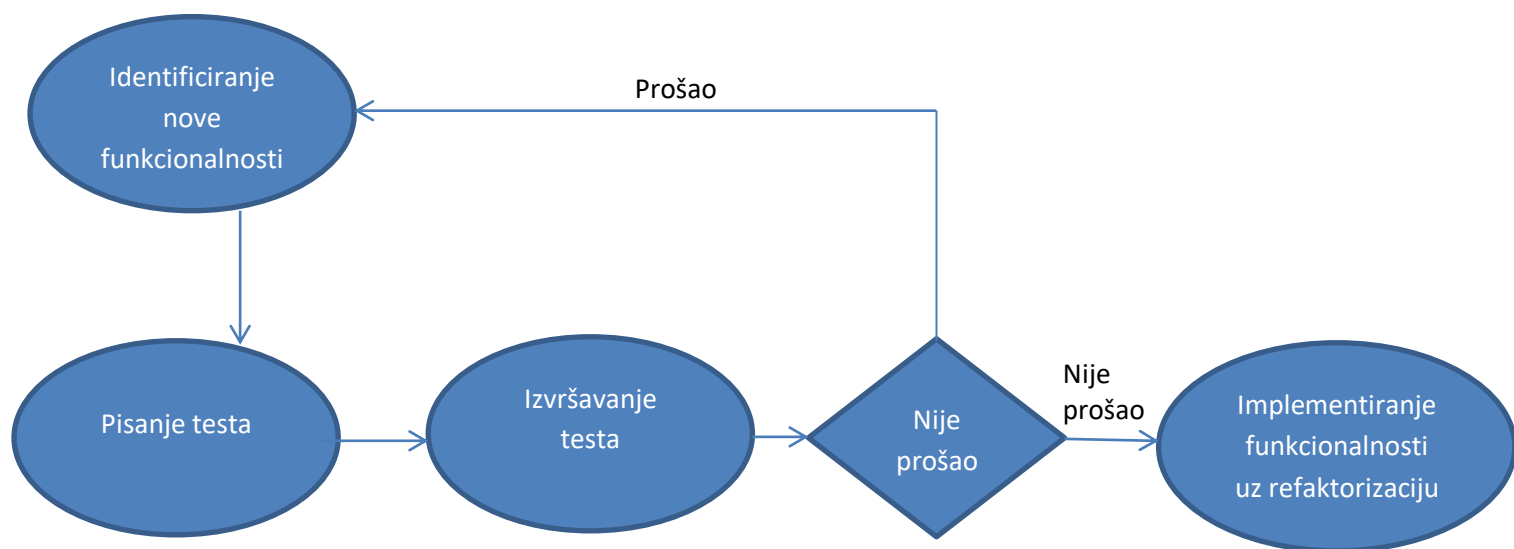 Identificiranje
nove
funkcionalnosti
Prošao
Pisanje testa
Izvršavanje
testa
Nije
prošao
Nije
prošao
Implementiranje
funkcionalnosti
uz refaktorizaciju